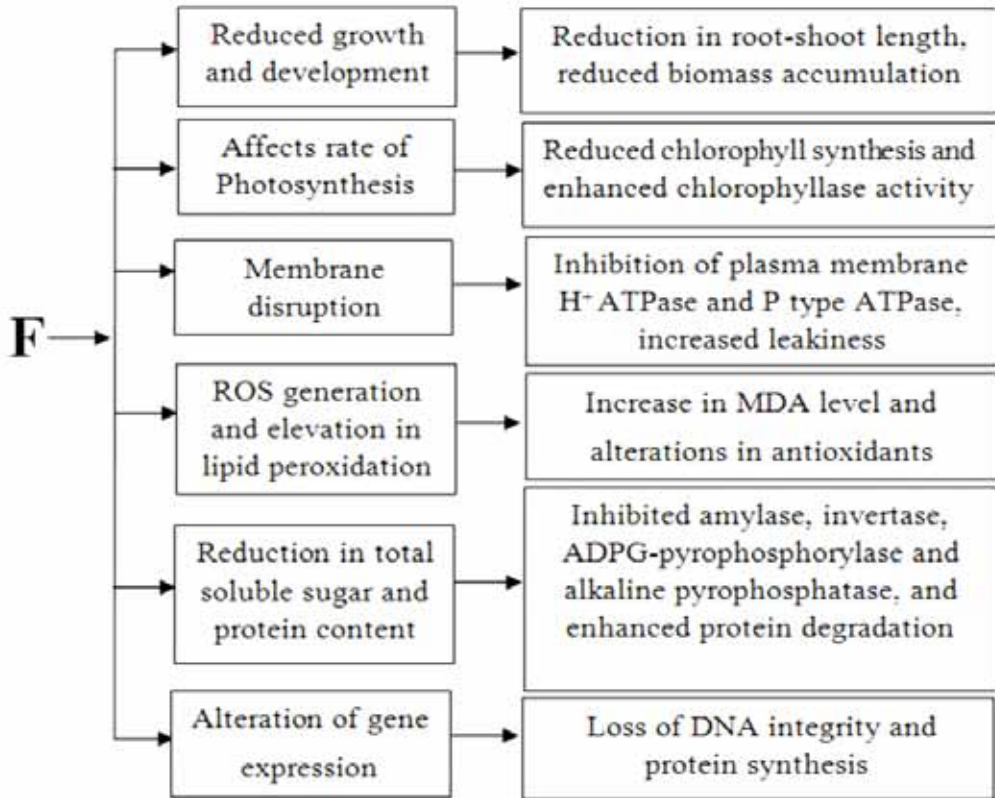 Reduced growth
and development
Reduction in root-shoot length,
reduced biomass accumulation
Affects rate of
Photosynthesis
Reduced chlorophyll synthesis and
enhanced chlorophyllase activity
Membrane
disruption
Inhibition of plasma membrane
H⁺ ATPase and P type ATPase,
increased leakiness
F
ROS generation
and elevation in
lipid peroxidation
Increase in MDA level and
alterations in antioxidants
Reduction in total
soluble sugar and
protein content
Inhibited amylase, invertase,
ADPG-pyrophosphorylase and
alkaline pyrophosphatase, and
enhanced protein degradation
Alteration of gene
expression
Loss of DNA integrity and
protein synthesis